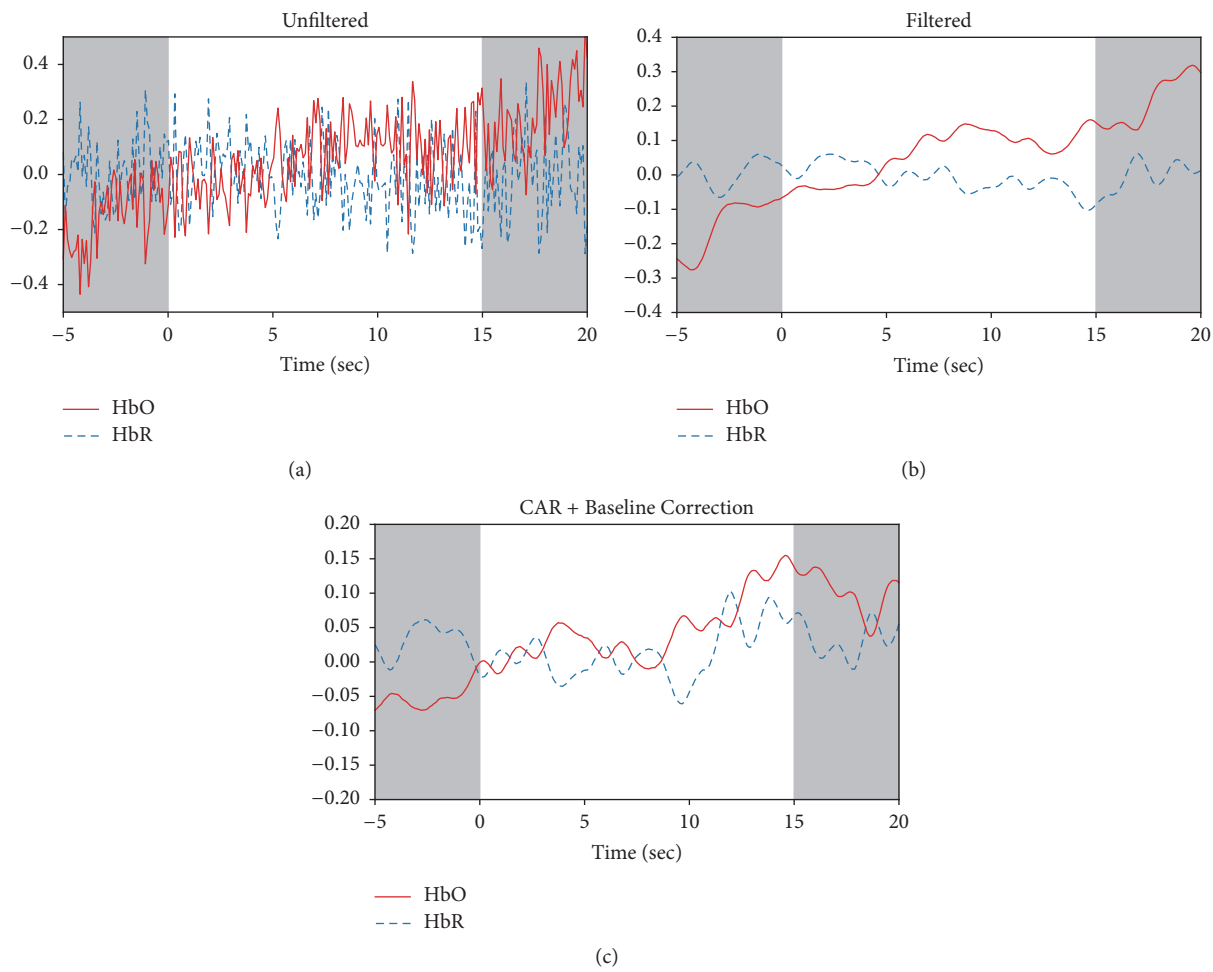 Unfiltered
0.4
0.2
0.0
−0.2
−0.4
−5 0 5 10 15 20
Time (sec)
HbO
HbR
(a)
Filtered
0.4
0.3
0.2
0.1
0.0
−0.1
−0.2
−0.3
−0.4
−5 0 5 10 15 20
Time (sec)
HbO
HbR
(b)
CAR + Baseline Correction
0.20
0.15
0.10
0.05
0.00
−0.05
−0.10
−0.15
−0.20
−5 0 5 10 15 20
Time (sec)
HbO
HbR
(c)